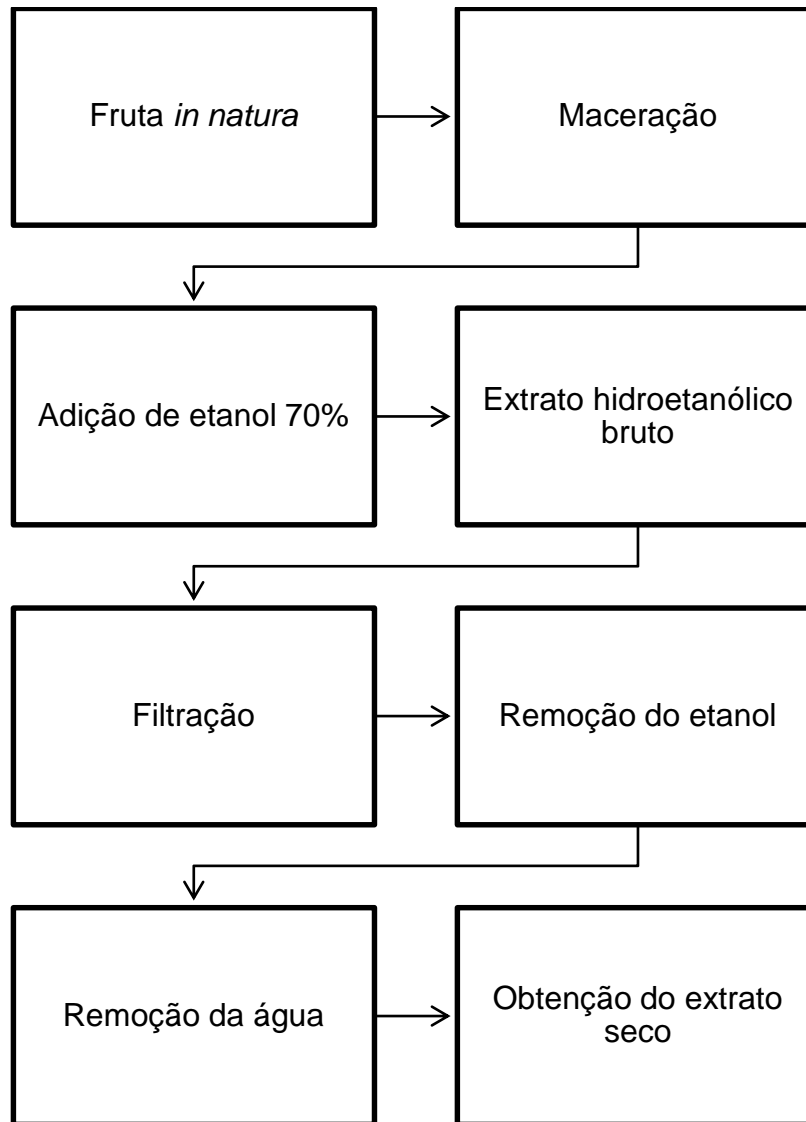 Fruta in natura
Maceração
Adição de etanol 70%
Extrato hidroetanólico
bruto
Filtração
Remoção do etanol
Remoção da água
Obtenção do extrato
seco